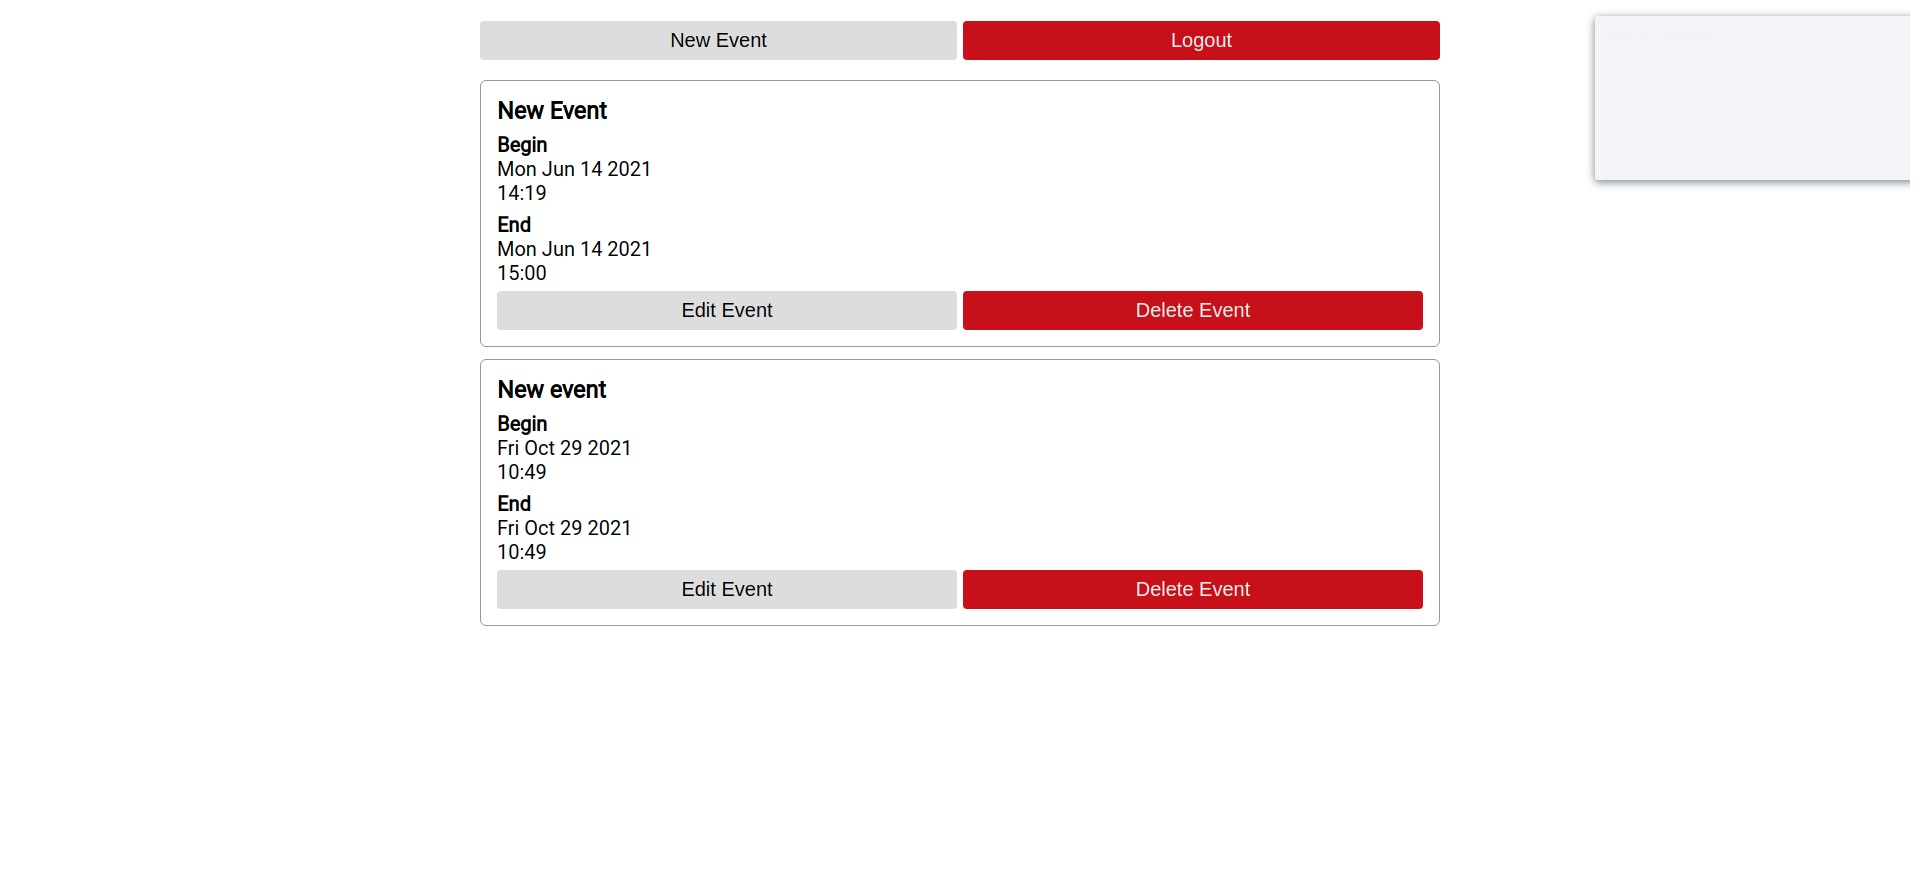 New Event
Logout
New Event
Begin
Mon Jun 14 2021
14:19
End
Mon Jun 14 2021
15:00
Edit Event
Delete Event
New event
Begin
Fri Oct 29 2021
10:49
End
Fri Oct 29 2021
10:49
Edit Event
Delete Event